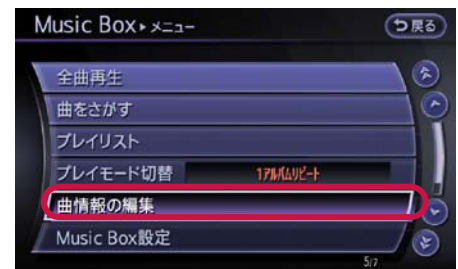 Music Box▸メニュー
戻る
全曲再生
曲をさがす
プレイリスト
プレイモード切替 1アルバムリピート
曲情報の編集
Music Box設定
5/7